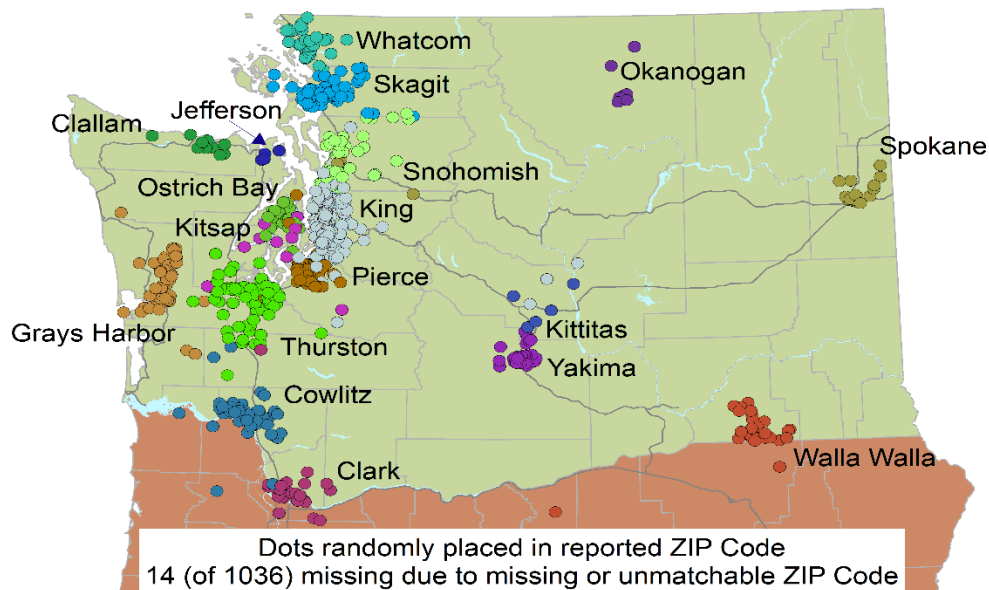 Whatcom
Okanogan
Skagit
Jefferson
Clallam
Spokane
Snohomish
Ostrich Bay
King
Kitsap
Pierce
Grays Harbor
Kittitas
Thurston
Yakima
Cowlitz
Walla Walla
Clark
Dots randomly placed in reported ZIP Code
14 (of 1036) missing due to missing or unmatchable ZIP Code